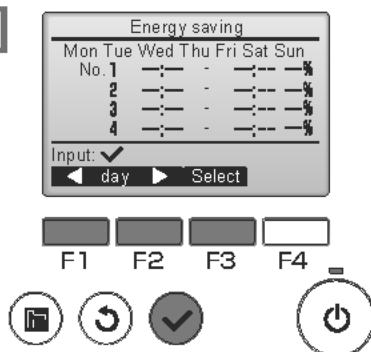 Energy saving
Mon Tue Wed Thu Fri Sat Sun
No. 1 --:-- - --:-- --%
2 --:-- - --:-- --%
3 --:-- - --:-- --%
4 --:-- - --:-- --%
Input: ✓
◀ day ▶ Select
F1 F2 F3 F4